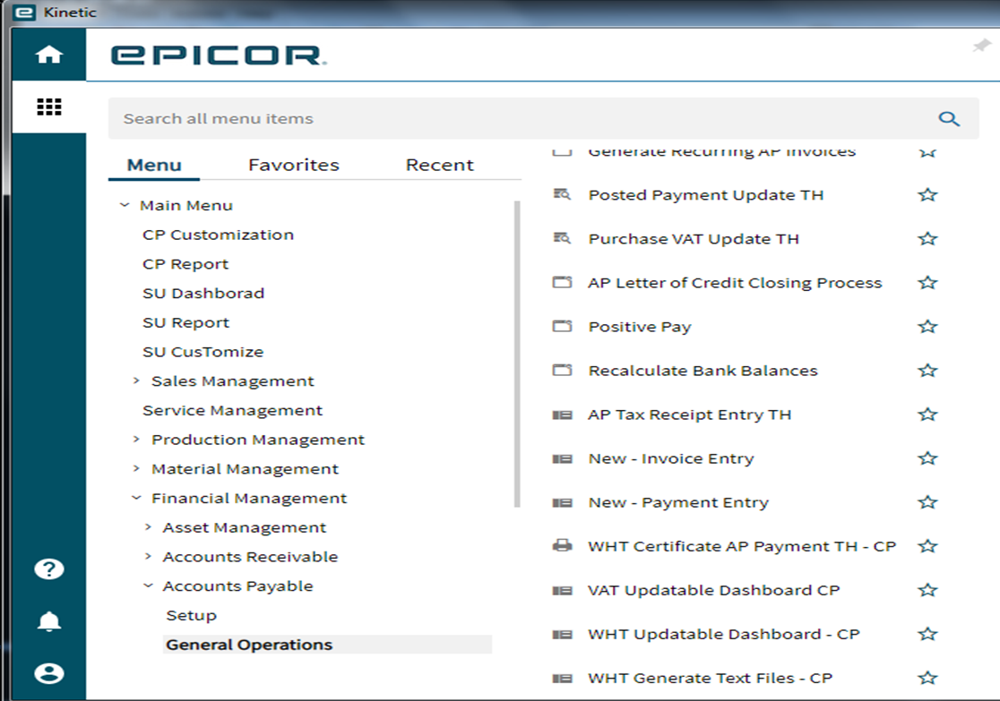 Kinetic
EPICOR
Search all menu items
Menu Favorites Recent
Main Menu
CP Customization
CP Report
SU Dashborad
SU Report
SU CusTomize
Sales Management
Service Management
Production Management
Material Management
Financial Management
Asset Management
Accounts Receivable
Accounts Payable
Setup
General Operations
Generate Recurring AP Invoices
Posted Payment Update TH
Purchase VAT Update TH
AP Letter of Credit Closing Process
Positive Pay
Recalculate Bank Balances
AP Tax Receipt Entry TH
New - Invoice Entry
New - Payment Entry
WHT Certificate AP Payment TH - CP
VAT Updatable Dashboard CP
WHT Updatable Dashboard - CP
WHT Generate Text Files - CP